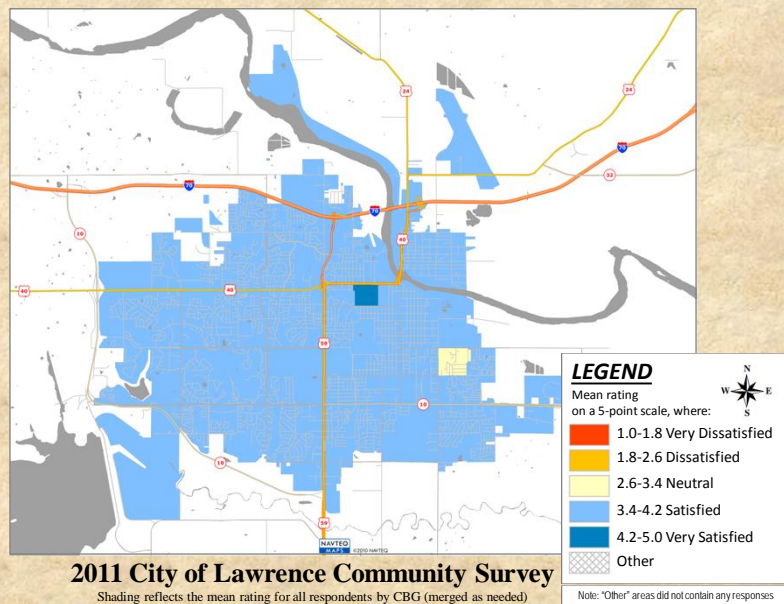 24
24
70
70
32
70
10
40
40
40
59
10
10
59
NAVTEQ
MAPS
©2010 NAVTEQ
LEGEND
Mean rating
on a 5-point scale, where:
N
W E
S
1.0-1.8 Very Dissatisfied
1.8-2.6 Dissatisfied
2.6-3.4 Neutral
3.4-4.2 Satisfied
4.2-5.0 Very Satisfied
Other
2011 City of Lawrence Community Survey
Shading reflects the mean rating for all respondents by CBG (merged as needed)
Note: "Other" areas did not contain any responses